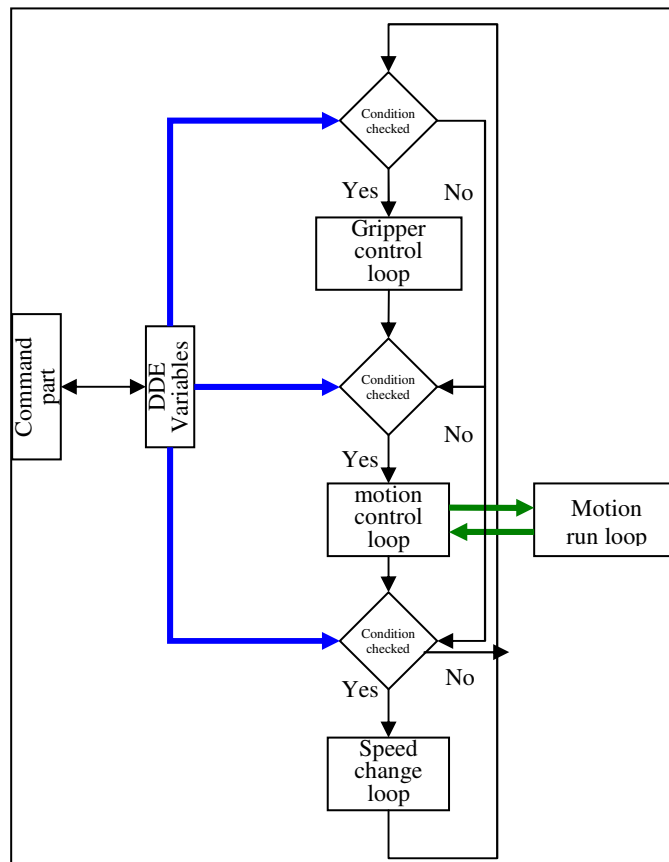 Condition
checked
Yes
No
Gripper
control
loop
Command
part
DDE
Variables
Condition
checked
No
Yes
motion
control
loop
Motion
run loop
Condition
checked
Yes
No
Speed
change
loop